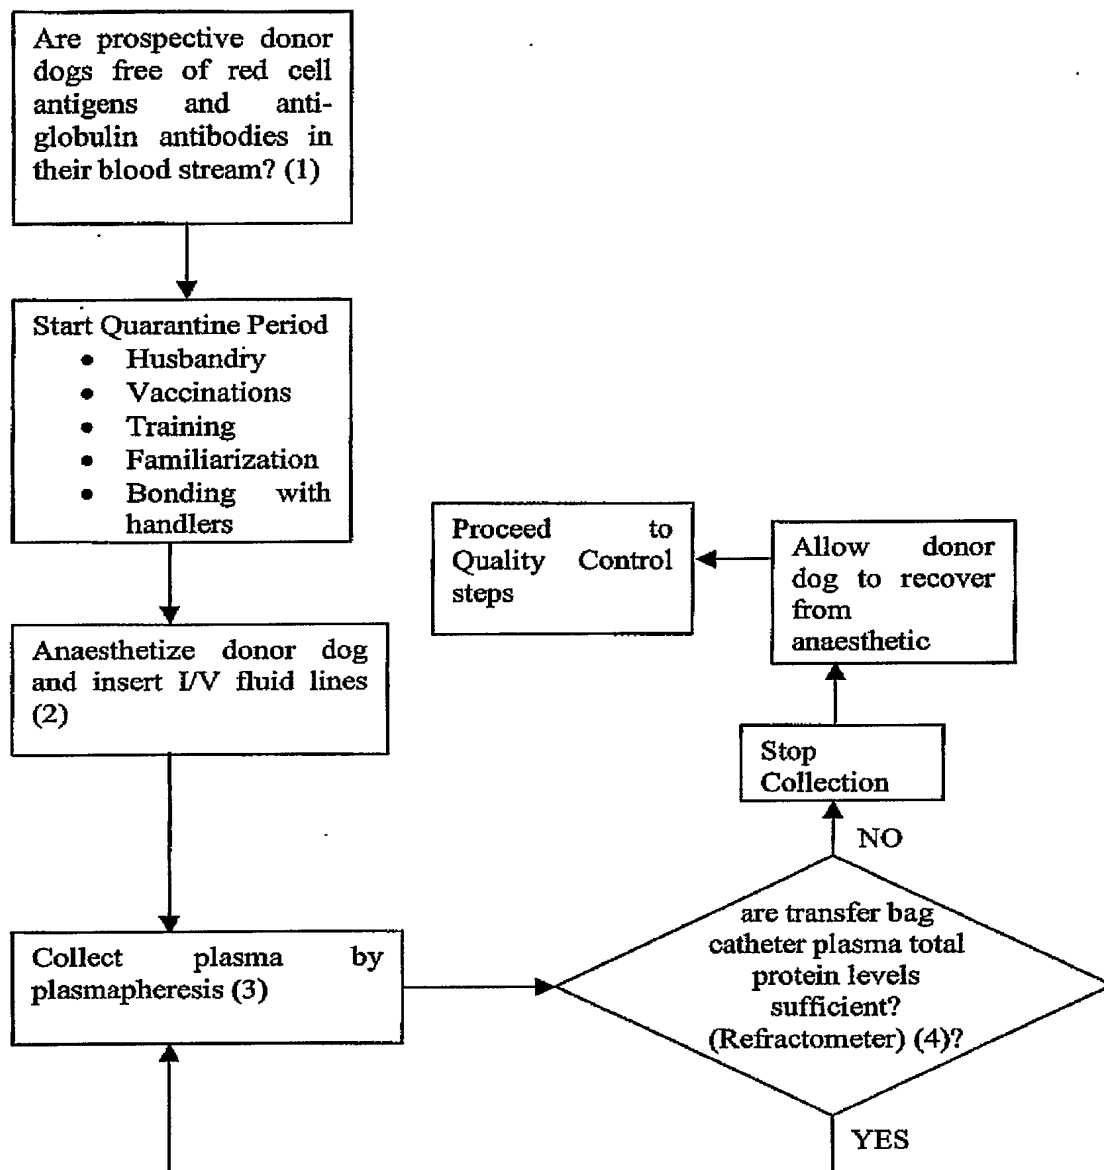 Are prospective donor
dogs free of red cell
antigens and anti-
globulin antibodies in
their blood stream? (1)
Start Quarantine Period
• Husbandry
• Vaccinations
• Training
• Familiarization
• Bonding with
handlers
Anaesthetize donor dog
and insert I/V fluid lines
(2)
Collect plasma by
plasmapheresis (3)
are transfer bag
catheter plasma total
protein levels
sufficient?
(Refractometer) (4)?
YES
NO
Stop
Collection
Allow donor
dog to recover
from
anaesthetic
Proceed to
Quality Control
steps